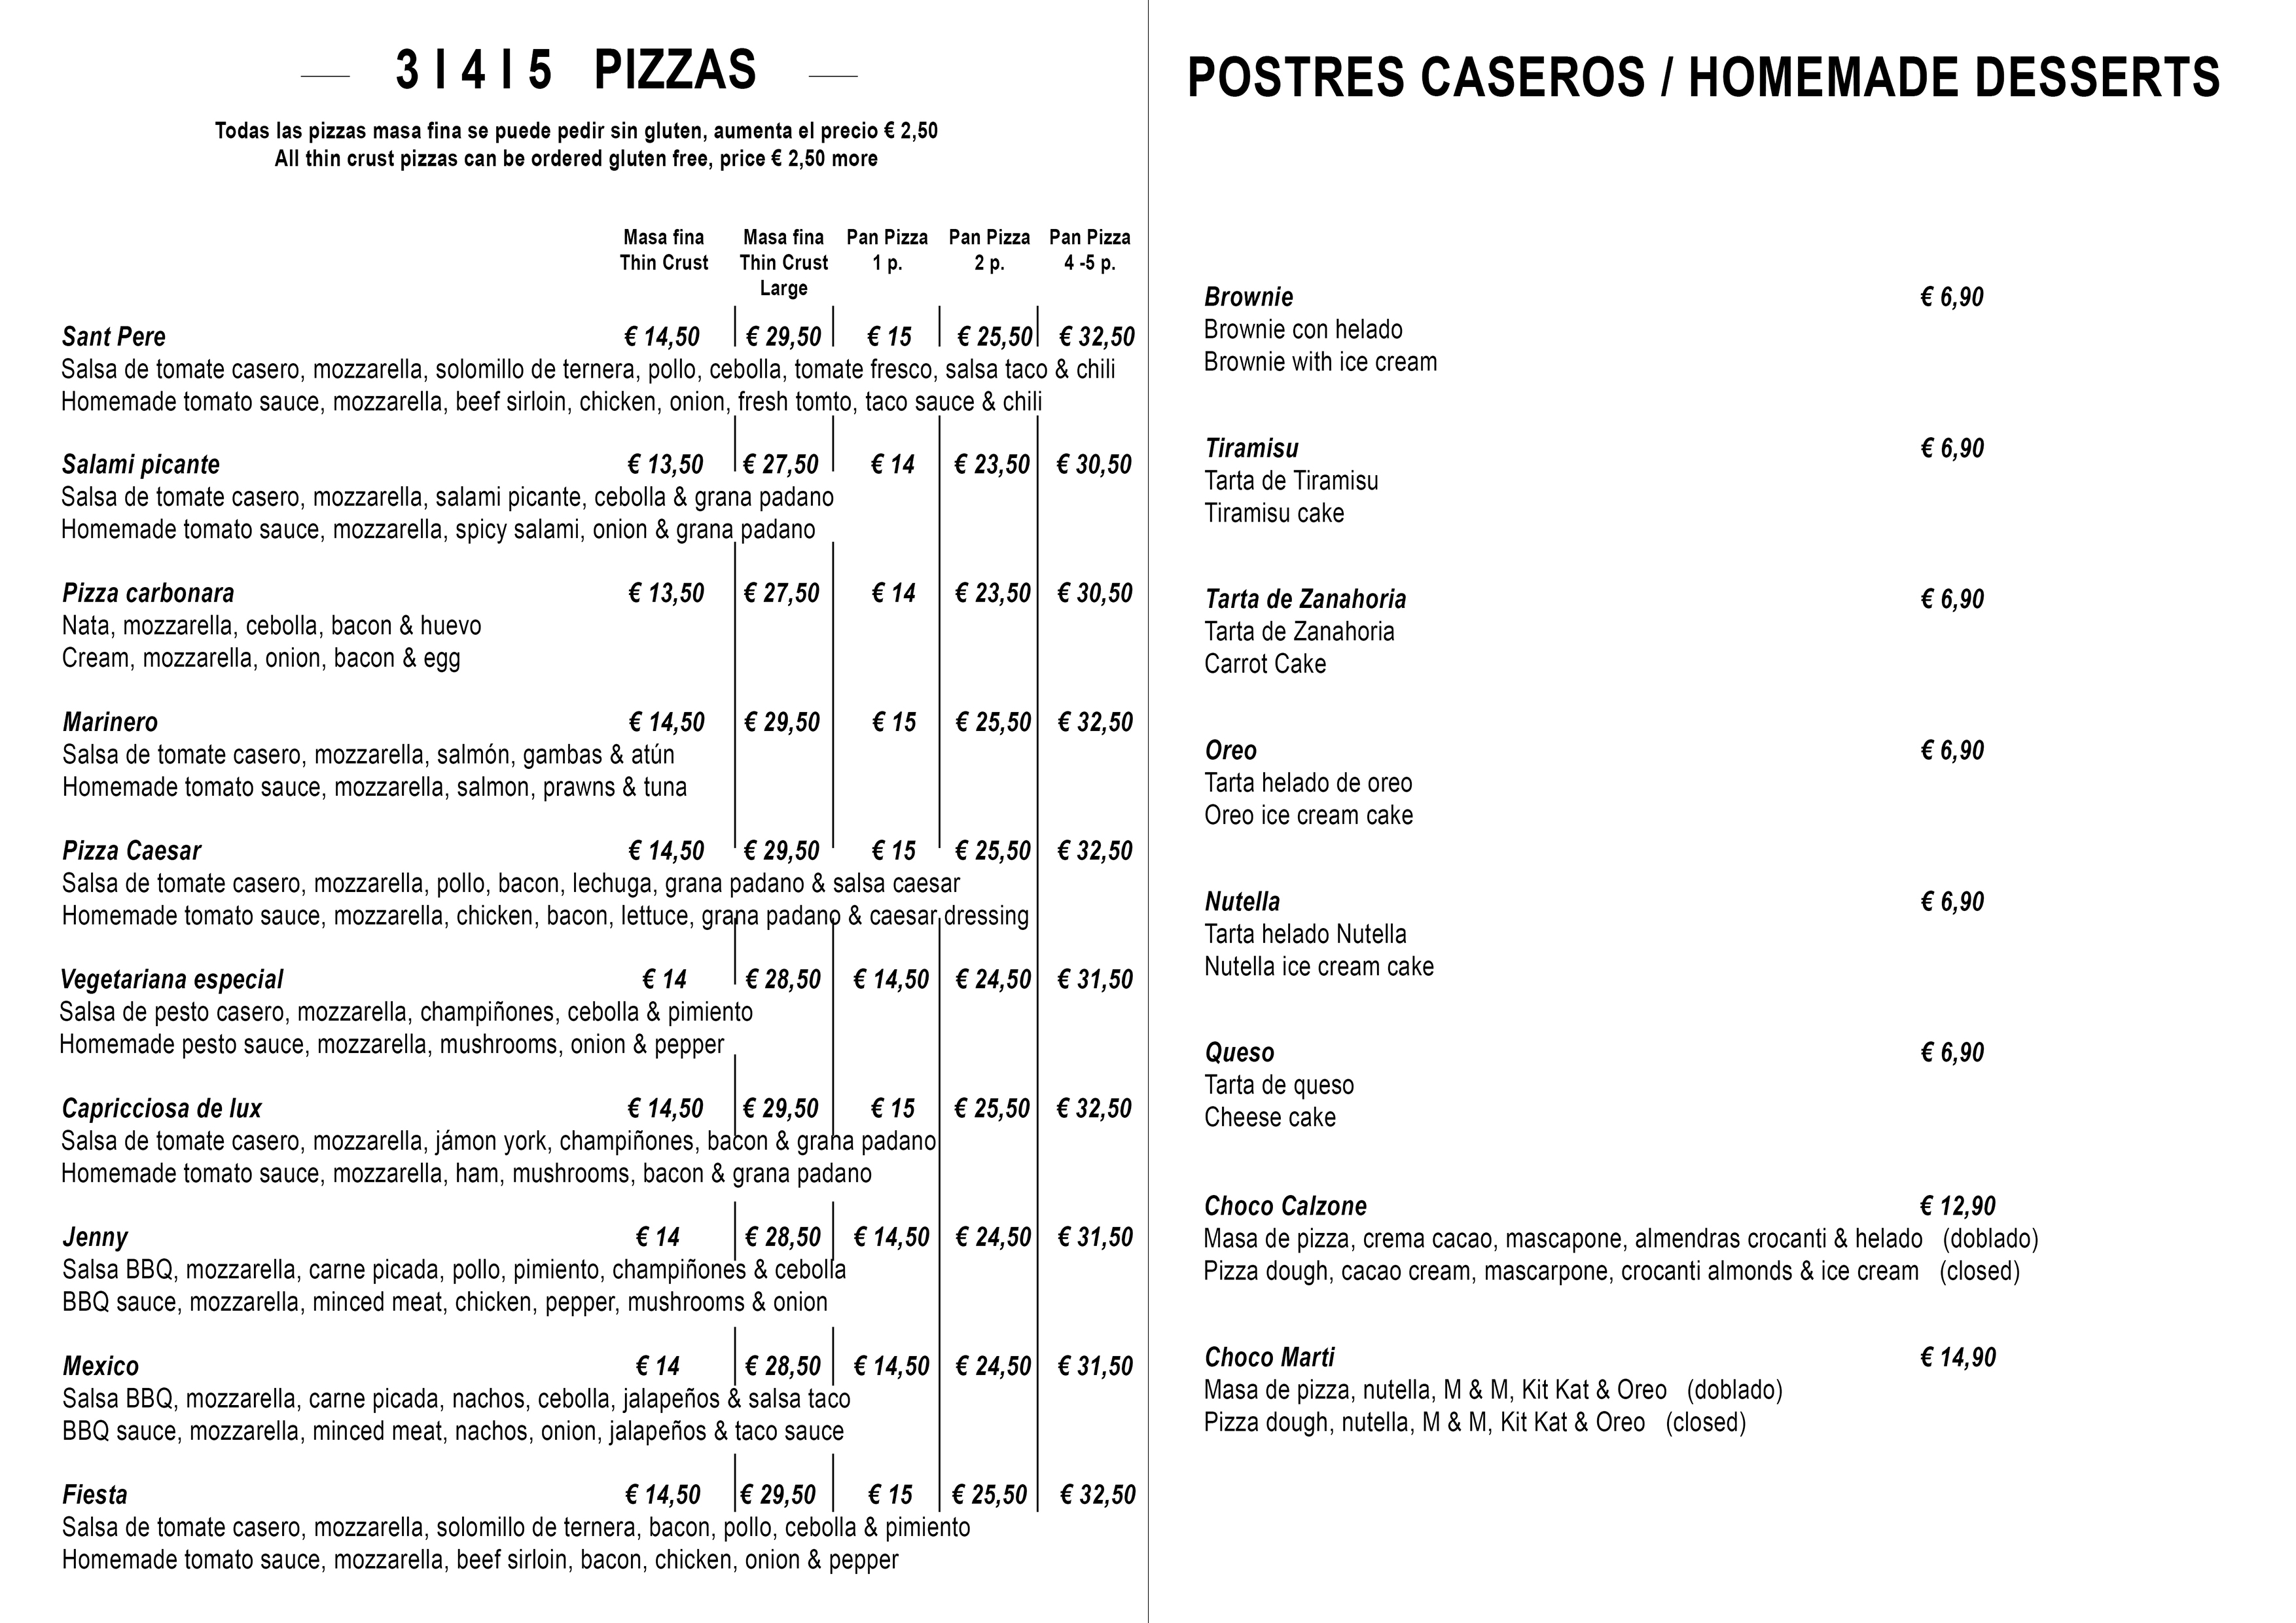 3 | 4 | 5 PIZZAS
Todas las pizzas masa fina se puede pedir sin gluten, aumenta el precio € 2,50
All thin crust pizzas can be ordered gluten free, price € 2,50 more
Masa fina Masa fina Pan Pizza Pan Pizza Pan Pizza
Thin Crust Thin Crust 1 p. 2 p. 4 -5 p.
Large
Sant Pere € 14,50 € 29,50 € 15 € 25,50 € 32,50
Salsa de tomate casero, mozzarella, solomillo de ternera, pollo, cebolla, tomate fresco, salsa taco & chili
Homemade tomato sauce, mozzarella, beef sirloin, chicken, onion, fresh tomto, taco sauce & chili
Salami picante € 13,50 € 27,50 € 14 € 23,50 € 30,50
Salsa de tomate casero, mozzarella, salami picante, cebolla & grana padano
Homemade tomato sauce, mozzarella, spicy salami, onion & grana padano
Pizza carbonara € 13,50 € 27,50 € 14 € 23,50 € 30,50
Nata, mozzarella, cebolla, bacon & huevo
Cream, mozzarella, onion, bacon & egg
Marinero € 14,50 € 29,50 € 15 € 25,50 € 32,50
Salsa de tomate casero, mozzarella, salmón, gambas & atún
Homemade tomato sauce, mozzarella, salmon, prawns & tuna
Pizza Caesar € 14,50 € 29,50 € 15 € 25,50 € 32,50
Salsa de tomate casero, mozzarella, pollo, bacon, lechuga, grana padano & salsa caesar
Homemade tomato sauce, mozzarella, chicken, bacon, lettuce, grana padano & caesar dressing
Vegetariana especial € 14 € 28,50 € 14,50 € 24,50 € 31,50
Salsa de pesto casero, mozzarella, champiñones, cebolla & pimiento
Homemade pesto sauce, mozzarella, mushrooms, onion & pepper
Capricciosa de lux € 14,50 € 29,50 € 15 € 25,50 € 32,50
Salsa de tomate casero, mozzarella, jámon york, champiñones, bacon & grana padano
Homemade tomato sauce, mozzarella, ham, mushrooms, bacon & grana padano
Jenny € 14 € 28,50 € 14,50 € 24,50 € 31,50
Salsa BBQ, mozzarella, carne picada, pollo, pimiento, champiñones & cebolla
BBQ sauce, mozzarella, minced meat, chicken, pepper, mushrooms & onion
Mexico € 14 € 28,50 € 14,50 € 24,50 € 31,50
Salsa BBQ, mozzarella, carne picada, nachos, cebolla, jalapeños & salsa taco
BBQ sauce, mozzarella, minced meat, nachos, onion, jalapeños & taco sauce
Fiesta € 14,50 € 29,50 € 15 € 25,50 € 32,50
Salsa de tomate casero, mozzarella, solomillo de ternera, bacon, pollo, cebolla & pimiento
Homemade tomato sauce, mozzarella, beef sirloin, bacon, chicken, onion & pepper
POSTRES CASEROS / HOMEMADE DESSERTS
Brownie € 6,90
Brownie con helado
Brownie with ice cream
Tiramisu € 6,90
Tarta de Tiramisu
Tiramisu cake
Tarta de Zanahoria € 6,90
Tarta de Zanahoria
Carrot Cake
Oreo € 6,90
Tarta helado de oreo
Oreo ice cream cake
Nutella € 6,90
Tarta helado Nutella
Nutella ice cream cake
Queso € 6,90
Tarta de queso
Cheese cake
Choco Calzone € 12,90
Masa de pizza, crema cacao, mascapone, almendras crocanti & helado (doblado)
Pizza dough, cacao cream, mascarpone, crocanti almonds & ice cream (closed)
Choco Marti € 14,90
Masa de pizza, nutella, M & M, Kit Kat & Oreo (doblado)
Pizza dough, nutella, M & M, Kit Kat & Oreo (closed)